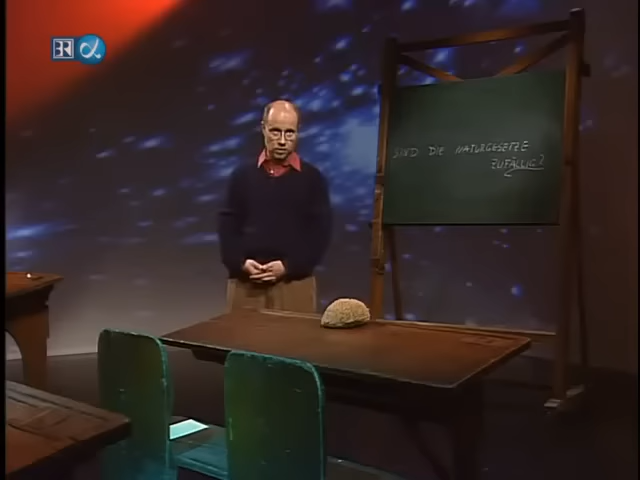 BR α
SIND DIE NATURGESETZE
ZUFÄLLIG?